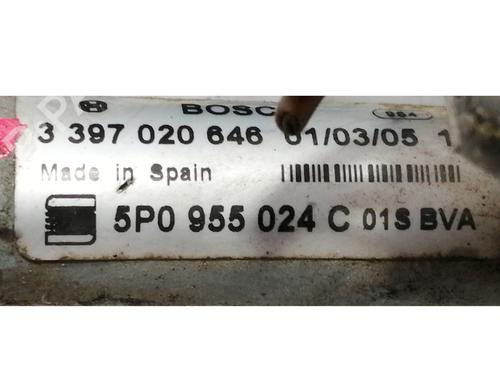 BOSC
3 397 020 646 01/03/05 1
Made in Spain
5P0 955 024 C 01S BVA